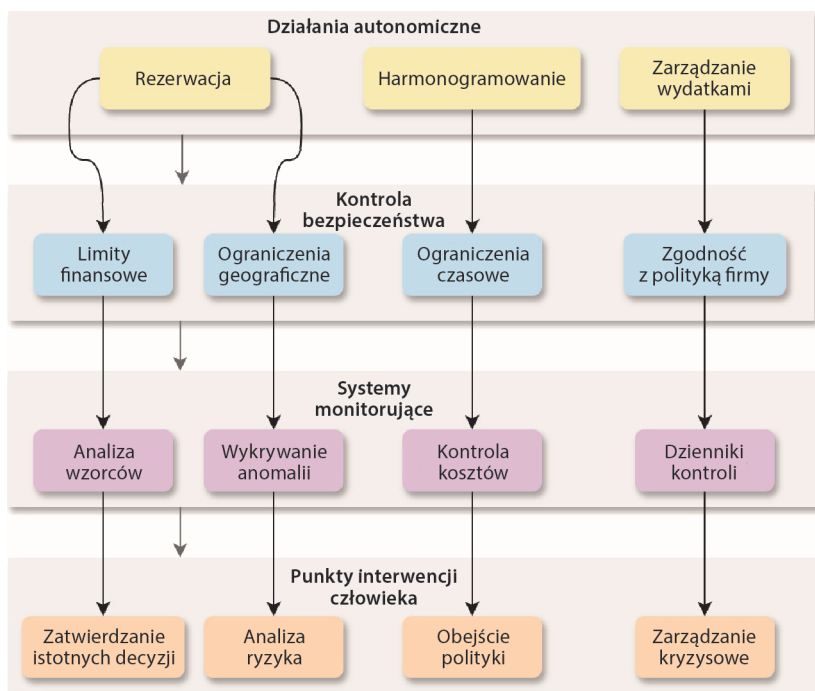 Działania autonomiczne
Rezerwacja
Harmonogramowanie
Zarządzanie
wydatkami
Kontrola
bezpieczeństwa
Limity
finansowe
Ograniczenia
geograficzne
Ograniczenia
czasowe
Zgodność
z polityką firmy
Systemy
monitorujące
Analiza
wzorców
Wykrywanie
anomalii
Kontrola
kosztów
Dzienniki
kontroli
Punkty interwencji
człowieka
Zatwierdzanie
istotnych decyzji
Analiza
ryzyka
Obejście
polityki
Zarządzanie
kryzysowe